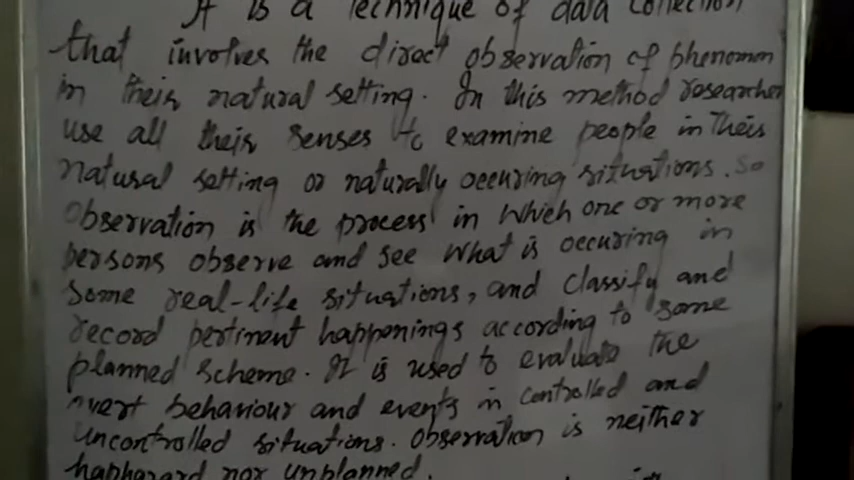 It is a technique of data collection
that involves the direct observation of phenomon
in their natural setting. In this method researcher
use all their senses to examine people in their
natural setting or naturally occuring situations. So
Observation is the process in which one or more
persons observe and see what is occuring in
some real-life situations, and classify and
record pertinent happenings according to some
planned scheme. It is used to evaluate the
overt behaviour and events in controlled and
uncontrolled situations. Observation is neither
haphazard nor unplanned.